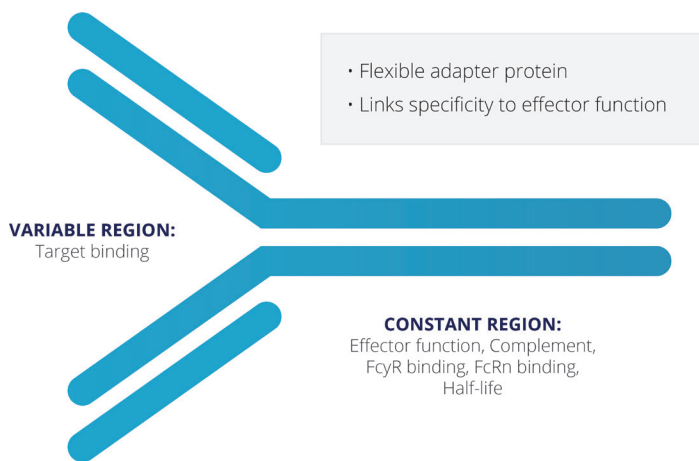 • Flexible adapter protein
• Links specificity to effector function
VARIABLE REGION:
Target binding
CONSTANT REGION:
Effector function, Complement,
FcyR binding, FcRn binding,
Half-life